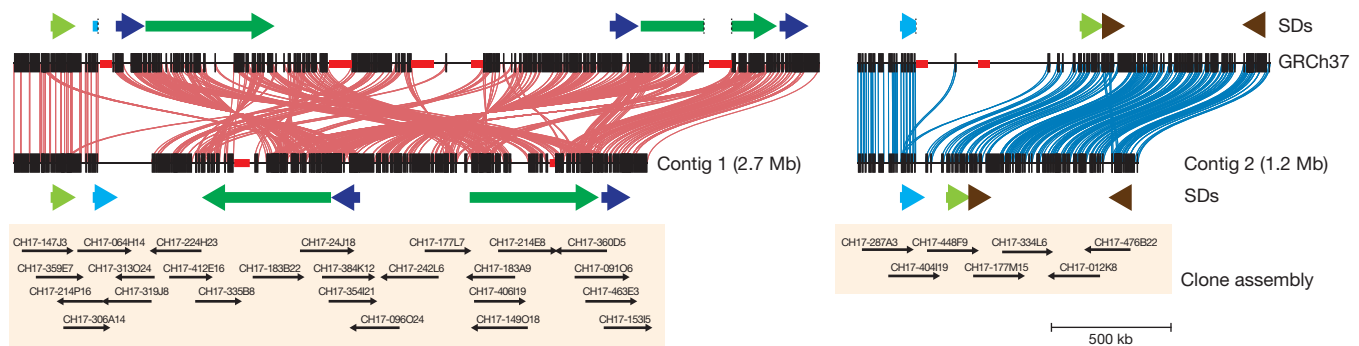 SDs
GRCh37
Contig 1 (2.7 Mb)
Contig 2 (1.2 Mb)
SDs
CH17-147J3 CH17-064H14 CH17-224H23 CH17-24J18 CH17-177L7 CH17-214E8 CH17-360D5
CH17-359E7 CH17-313O24 CH17-412E16 CH17-183B22 CH17-384K12 CH17-242L6 CH17-183A9 CH17-091O6
CH17-214P16 CH17-319J8 CH17-335B8 CH17-354I21 CH17-406I19 CH17-463E3
CH17-306A14 CH17-096O24 CH17-149O18 CH17-153I5
CH17-287A3 CH17-448F9 CH17-334L6 CH17-476B22
CH17-404I19 CH17-177M15 CH17-012K8
Clone assembly
500 kb